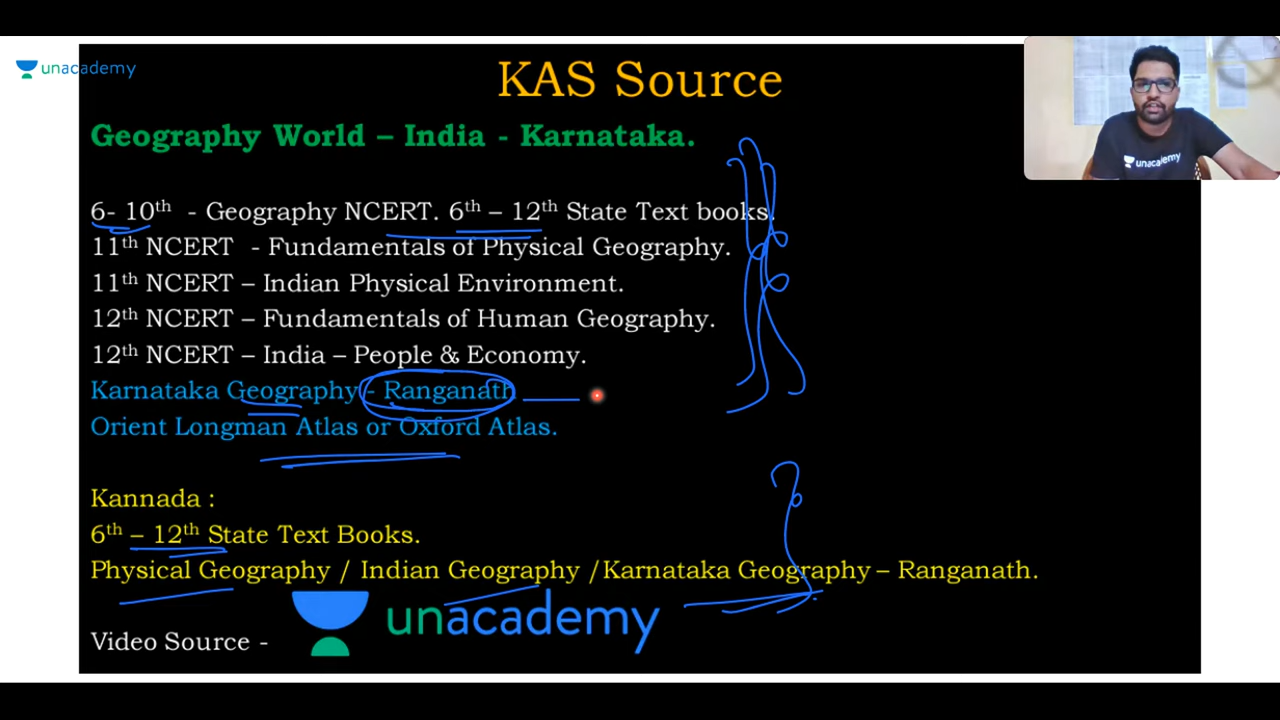 unacademy
KAS Source
Geography World – India - Karnataka.
6- 10th - Geography NCERT. 6th – 12th State Text books.
11th NCERT - Fundamentals of Physical Geography.
11th NCERT – Indian Physical Environment.
12th NCERT – Fundamentals of Human Geography.
12th NCERT – India – People & Economy.
Karnataka Geography - Ranganath
Orient Longman Atlas or Oxford Atlas.
Kannada :
6th – 12th State Text Books.
Physical Geography / Indian Geography /Karnataka Geography – Ranganath.
Video Source -
unacademy
unacademy